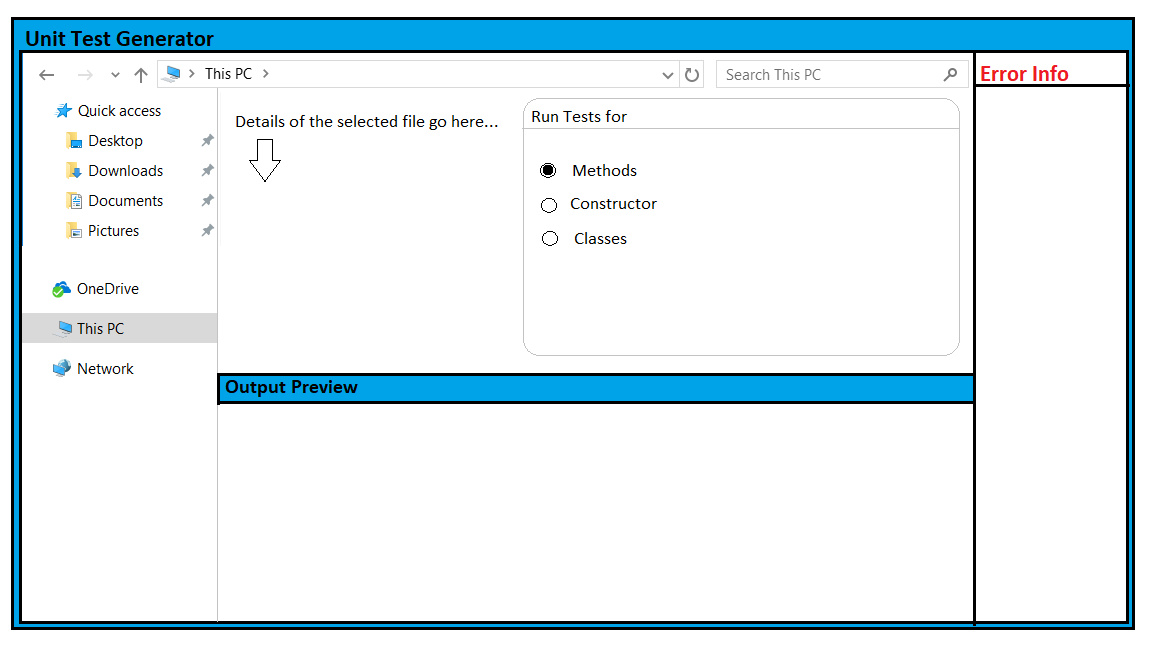 Unit Test Generator
This PC
Search This PC
Error Info
Quick access
Desktop
Downloads
Documents
Pictures
OneDrive
This PC
Network
Details of the selected file go here...
Run Tests for
Methods
Constructor
Classes
Output Preview